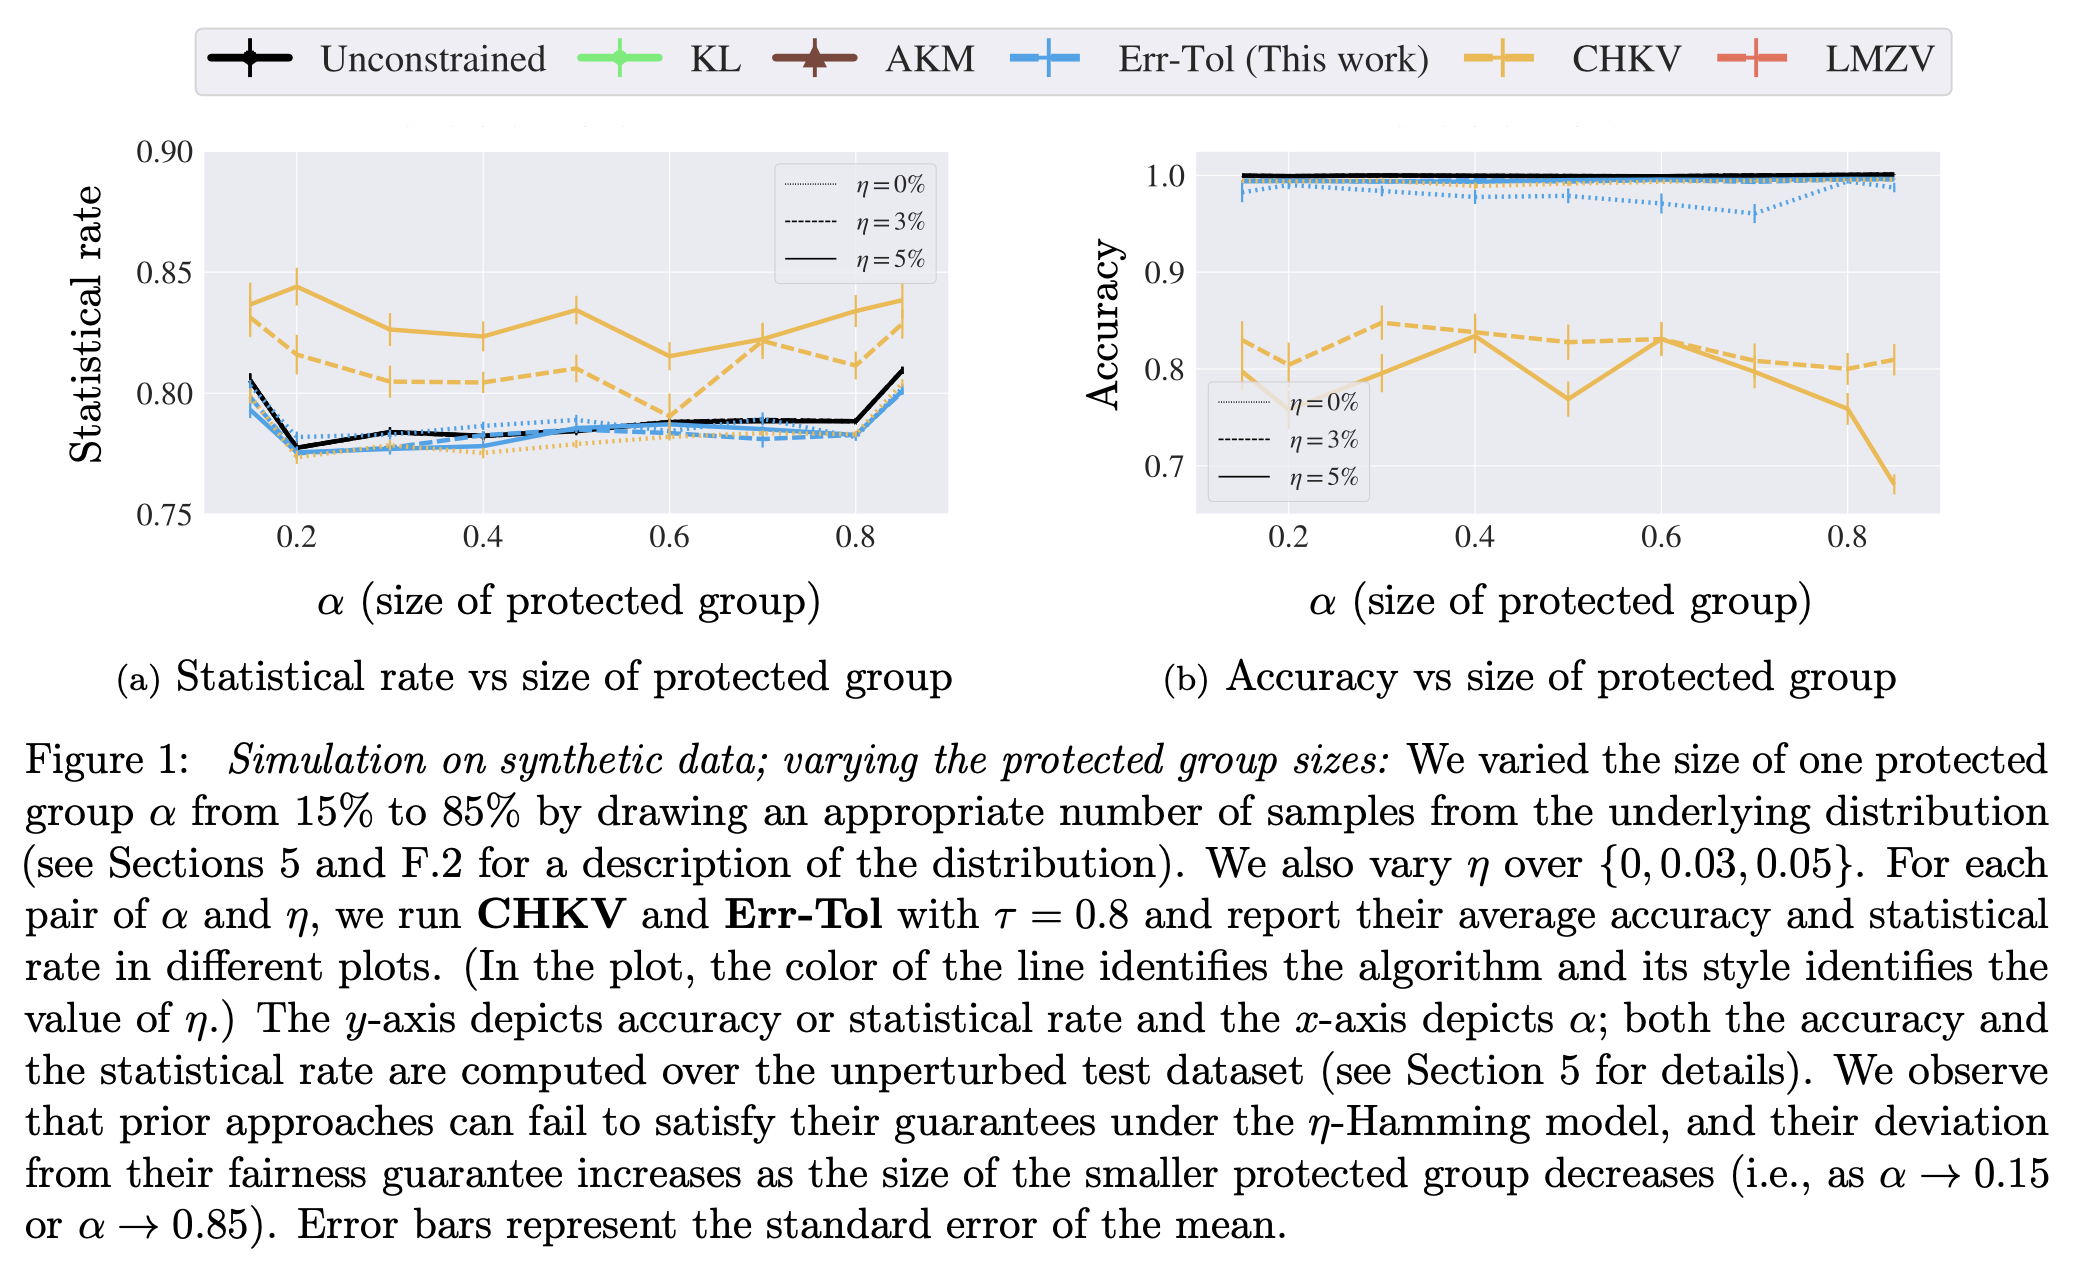 Unconstrained KL AKM Err-Tol (This work) CHKV LMZV
0.90
0.85
0.80
0.75
Statistical rate
η = 0%
η = 3%
η = 5%
0.2 0.4 0.6 0.8
α (size of protected group)
(a) Statistical rate vs size of protected group
1.0
0.9
0.8
0.7
Accuracy
η = 0%
η = 3%
η = 5%
0.2 0.4 0.6 0.8
α (size of protected group)
(b) Accuracy vs size of protected group
Figure 1: Simulation on synthetic data; varying the protected group sizes: We varied the size of one protected
group α from 15% to 85% by drawing an appropriate number of samples from the underlying distribution
(see Sections 5 and F.2 for a description of the distribution). We also vary η over {0, 0.03, 0.05}. For each
pair of α and η, we run CHKV and Err-Tol with τ = 0.8 and report their average accuracy and statistical
rate in different plots. (In the plot, the color of the line identifies the algorithm and its style identifies the
value of η.) The y-axis depicts accuracy or statistical rate and the x-axis depicts α; both the accuracy and
the statistical rate are computed over the unperturbed test dataset (see Section 5 for details). We observe
that prior approaches can fail to satisfy their guarantees under the η-Hamming model, and their deviation
from their fairness guarantee increases as the size of the smaller protected group decreases (i.e., as α → 0.15
or α → 0.85). Error bars represent the standard error of the mean.